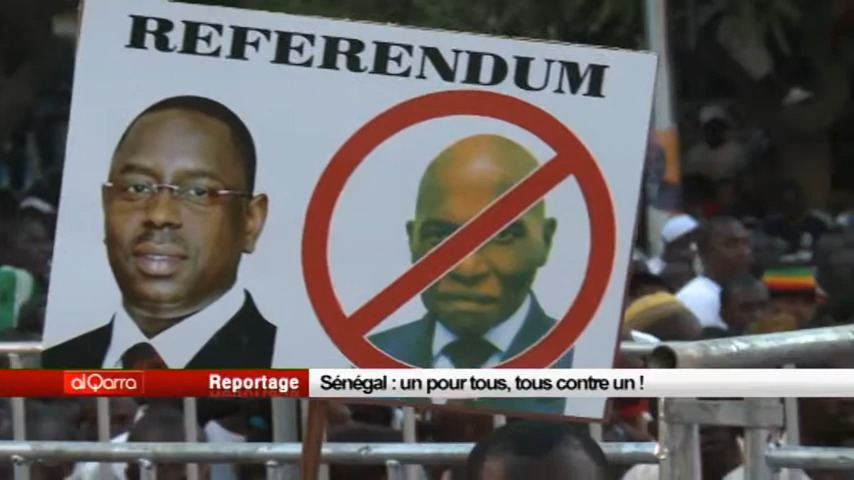 REFERENDUM
alQarra
Reportage
Sénégal : un pour tous, tous contre un !